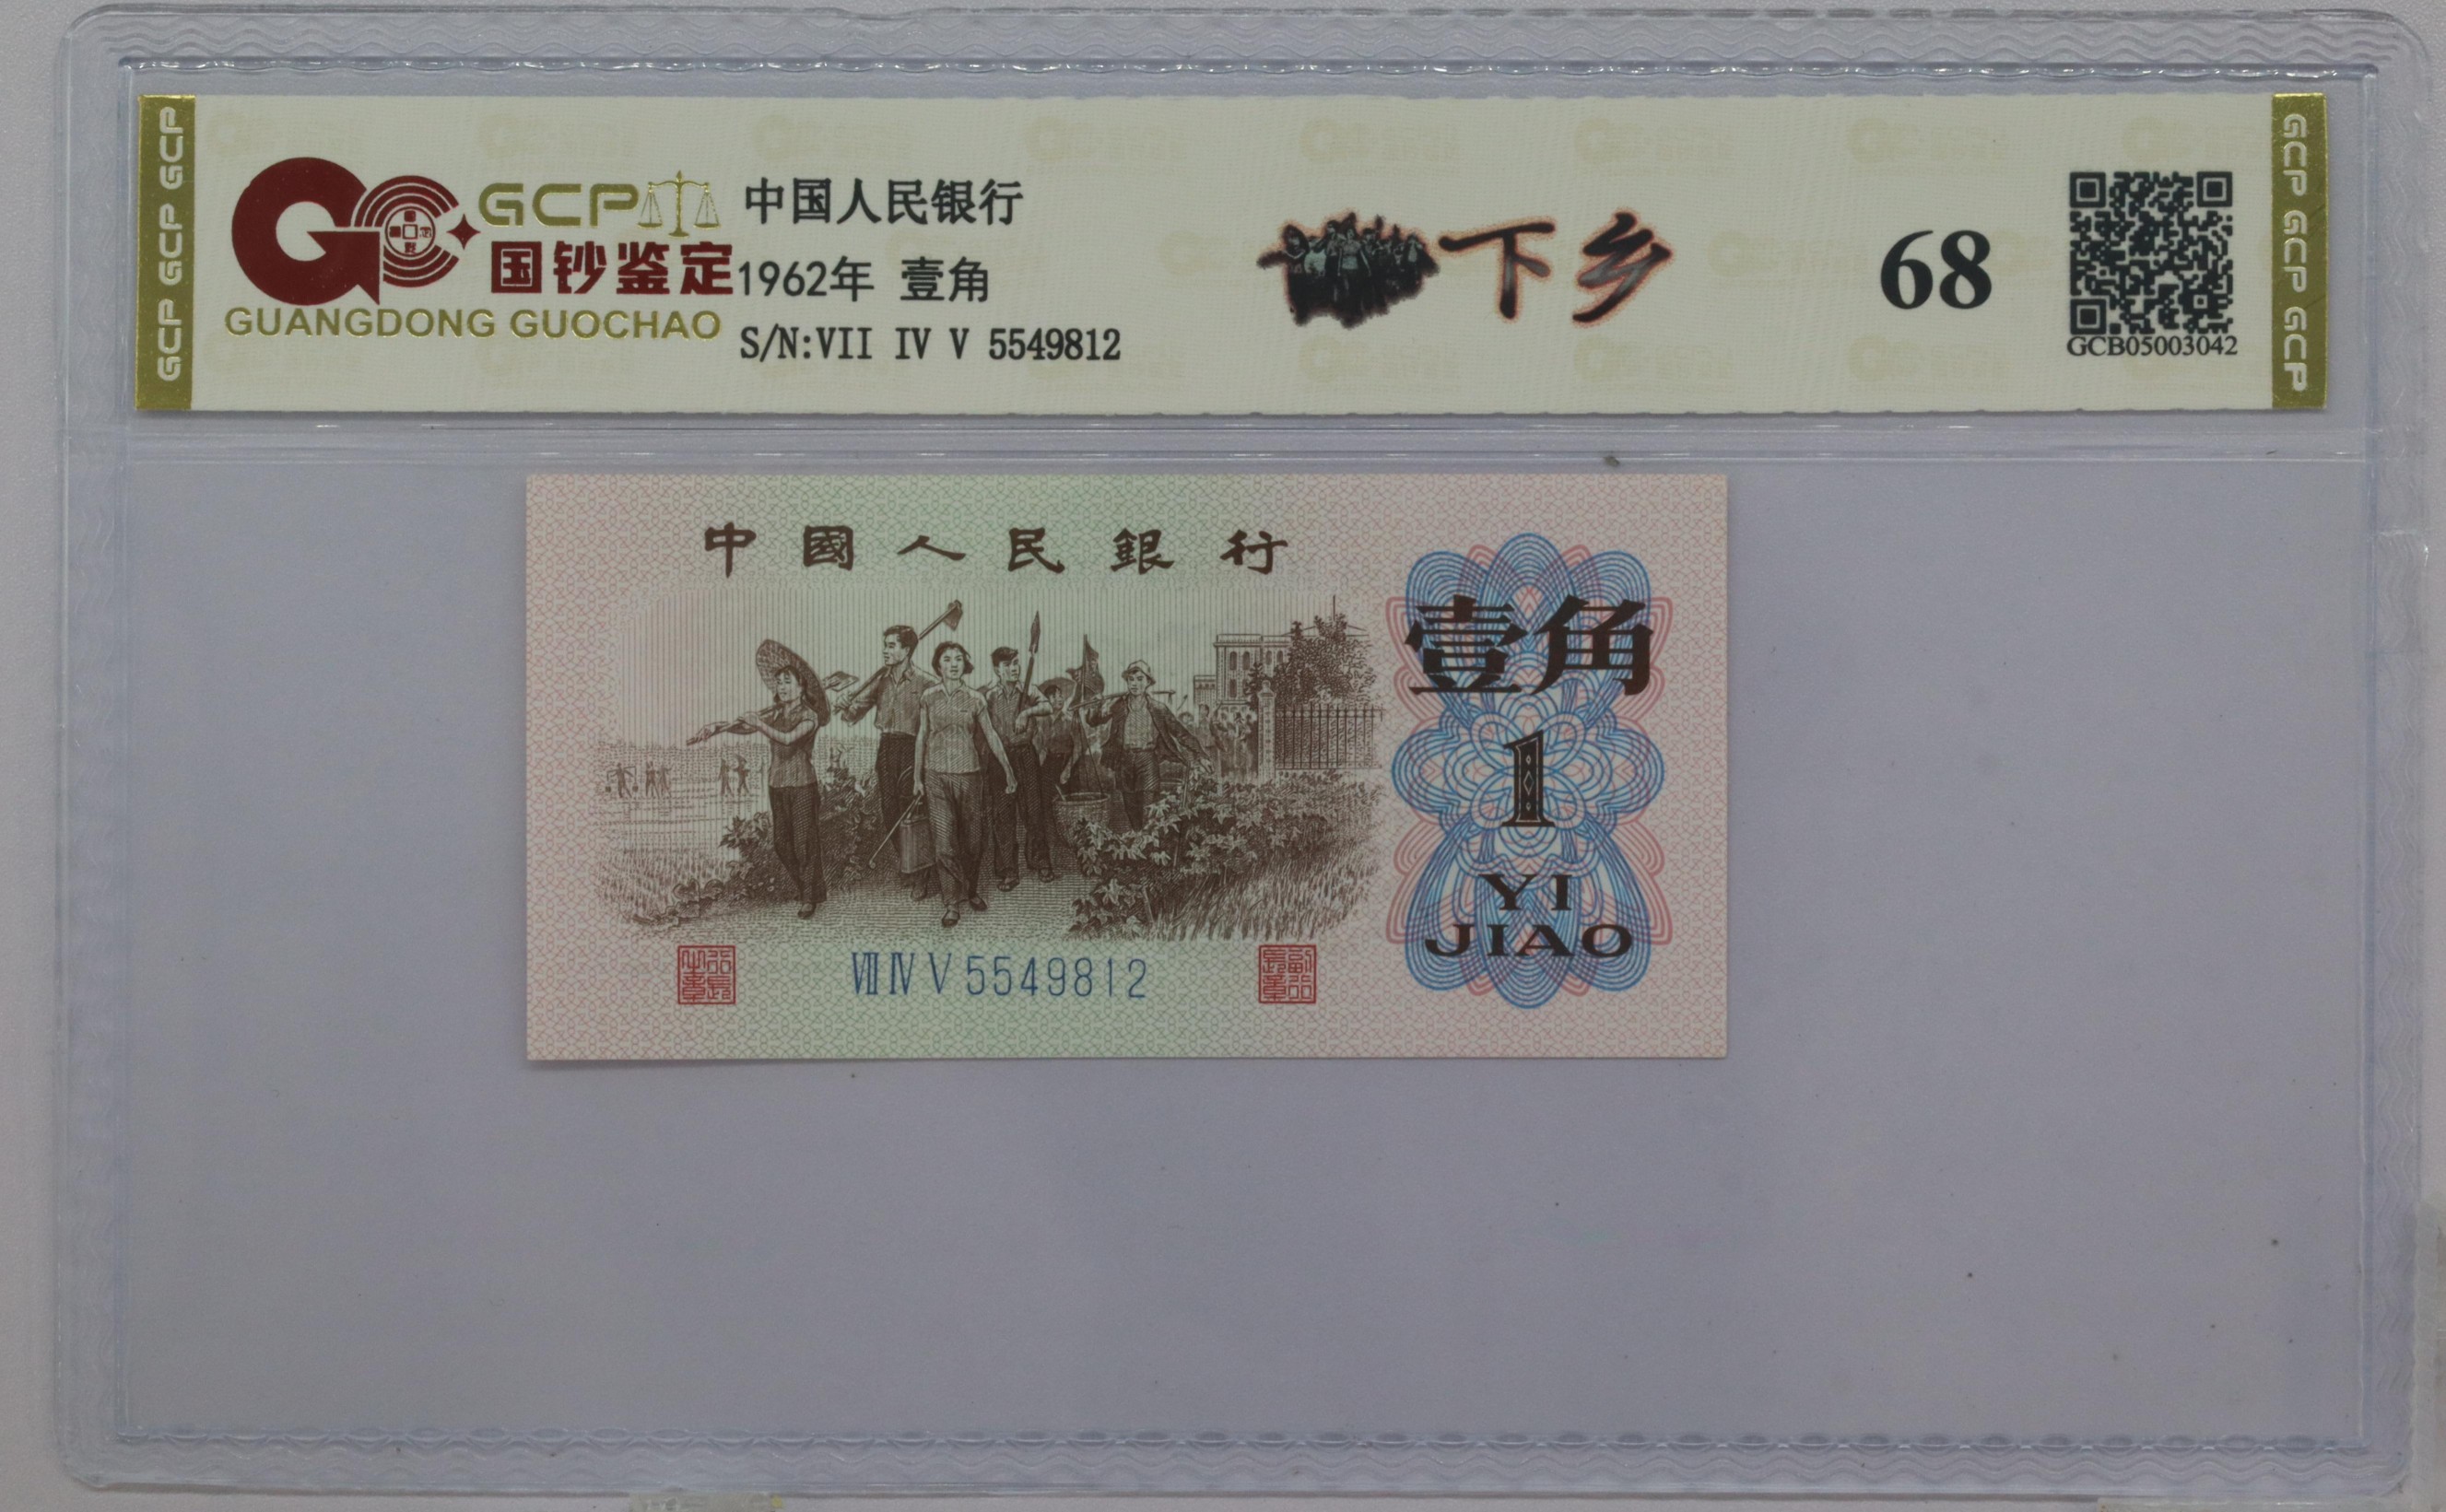 GCP GCP GCP
GCP
国钞鉴定
GUANGDONG GUOCHAO
中国人民银行
1962年 壹角
S/N:VII IV V 5549812
下乡
68
GCB05003042
GCP GCP GCP
中國人民銀行
壹角
1
YI
JIAO
VII IV V 5549812